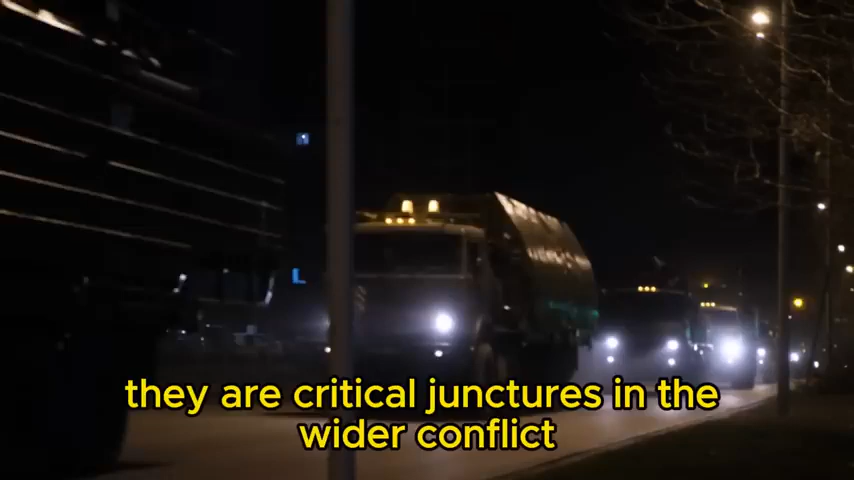 they are critical junctures in the
wider conflict